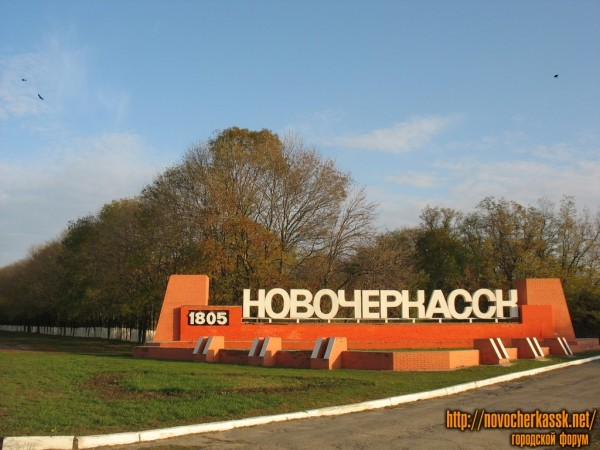 1805 НОВОЧЕРКАССК
http://novocherkassk.net/
городской форум